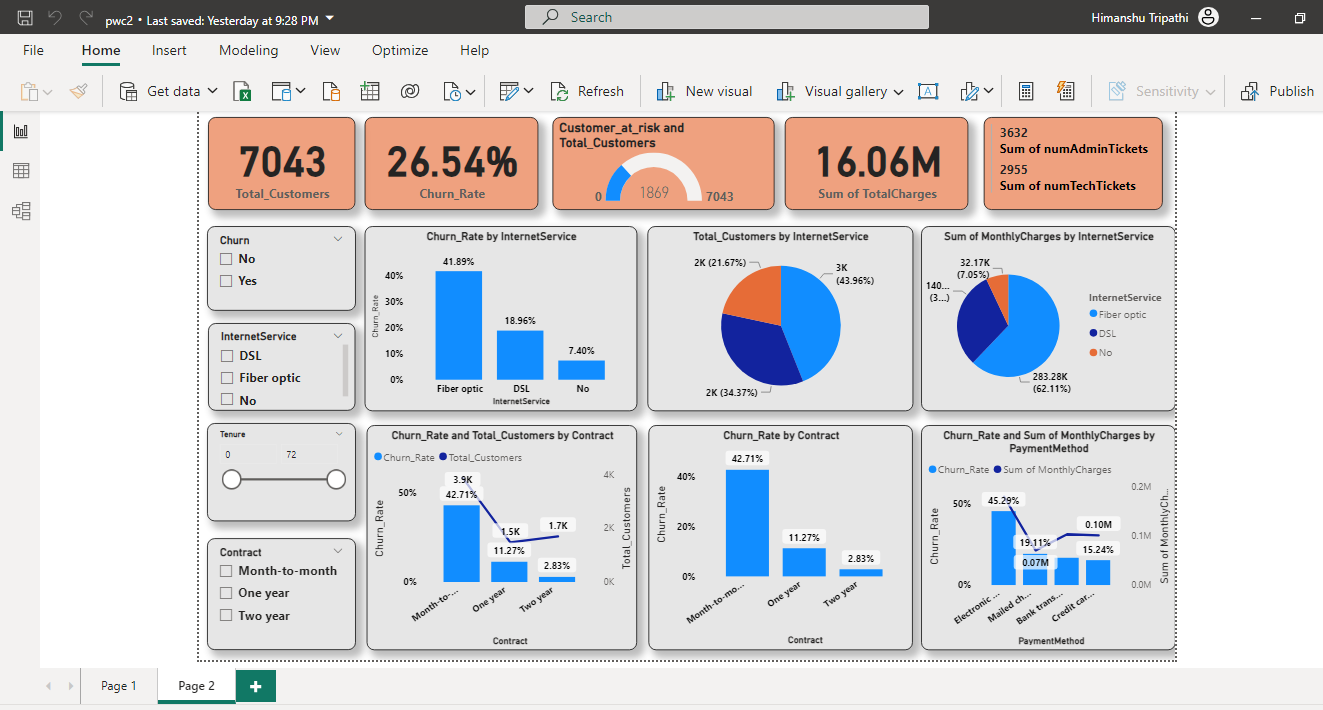 pwc2 • Last saved: Yesterday at 9:28 PM
Search
Himanshu Tripathi
File Home Insert Modeling View Optimize Help
Get data
Refresh
New visual
Visual gallery
A
Sensitivity
Publish
7043
Total_Customers
26.54%
Churn_Rate
Customer_at_risk and
Total_Customers
0
1869
7043
16.06M
Sum of TotalCharges
3632
Sum of numAdminTickets
2955
Sum of numTechTickets
Churn
No
Yes
InternetService
DSL
Fiber optic
No
Tenure
0 72
Contract
Month-to-month
One year
Two year
Churn_Rate by InternetService
Churn_Rate
40%
30%
20%
10%
0%
41.89%
18.96%
7.40%
Fiber optic DSL No
InternetService
Total_Customers by InternetService
2K (21.67%)
3K
(43.96%)
2K (34.37%)
Sum of MonthlyCharges by InternetService
32.17K
(7.05%)
140...
(3...)
283.28K
(62.11%)
InternetService
Fiber optic
DSL
No
Churn_Rate and Total_Customers by Contract
Churn_Rate Total_Customers
Churn_Rate
50%
0%
3.9K
42.71%
1.5K
11.27%
1.7K
2.83%
4K
2K
0K
Total_Customers
Month-to-... One year Two year
Contract
Churn_Rate by Contract
Churn_Rate
40%
20%
0%
42.71%
11.27%
2.83%
Month-to-mo... One year Two year
Contract
Churn_Rate and Sum of MonthlyCharges by
PaymentMethod
Churn_Rate Sum of MonthlyCharges
Churn_Rate
50%
0%
45.29%
19.11%
0.07M
0.10M
15.24%
0.2M
0.1M
0.0M
Sum of MonthlyCh...
Electronic ... Mailed ch... Bank trans... Credit car...
PaymentMethod
Page 1 Page 2